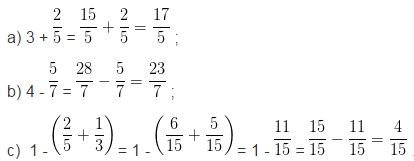 a) 3 + 2/5 = 15/5 + 2/5 = 17/5 ;
b) 4 - 5/7 = 28/7 − 5/7 = 23/7 ;
c) 1 - (2/5 + 1/3) = 1 - (6/15 + 5/15) = 1 - 11/15 = 15/15 − 11/15 = 4/15 .